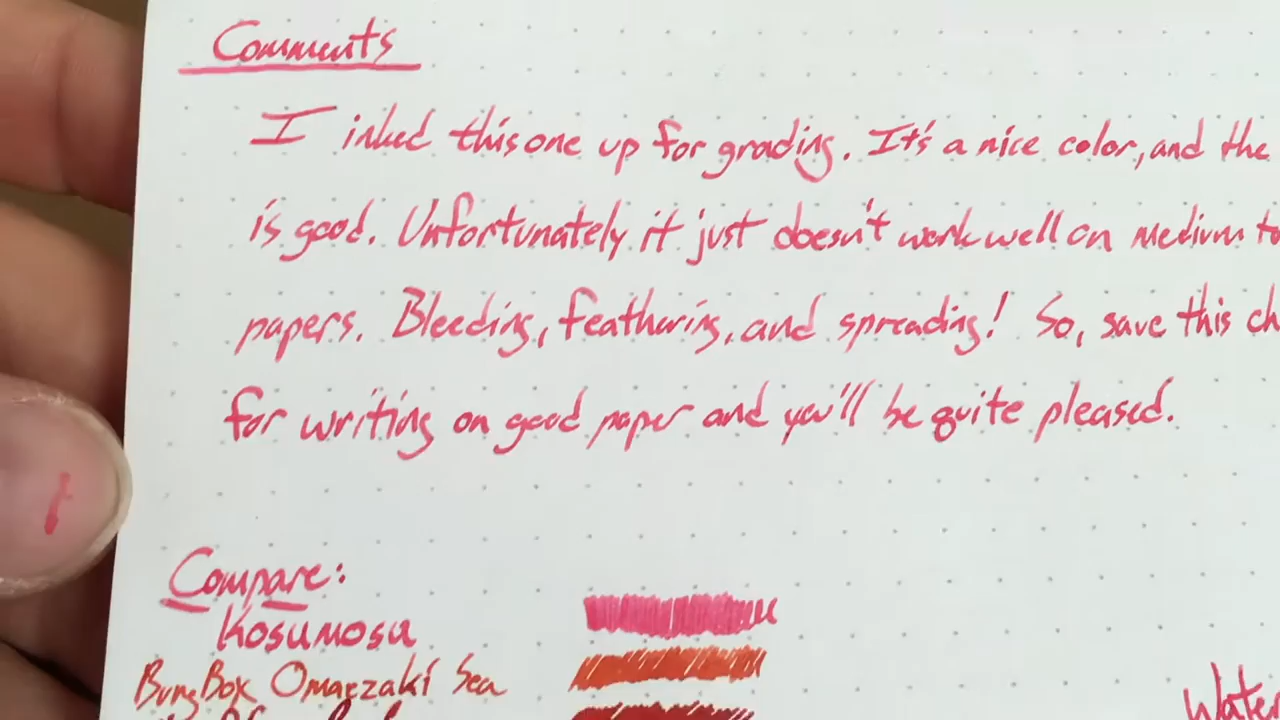 Comments
I inked this one up for grading. It's a nice color, and the
is good. Unfortunately it just doesn't work well on medium to
papers. Bleeding, feathering, and spreading! So, save this
for writing on good paper and you'll be quite pleased.
Compare:
Kosumosu
BungBox Omaezaki Sea
Water